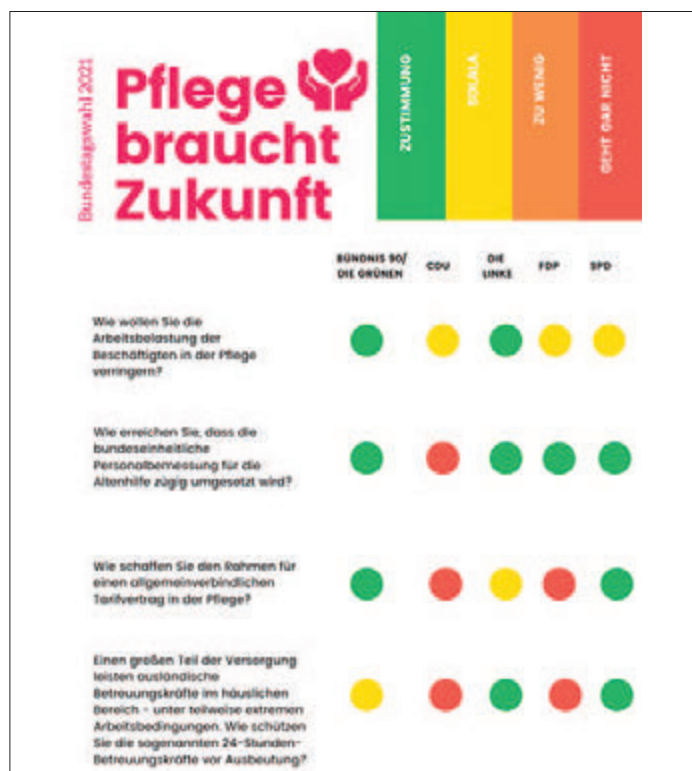 Bundestagswahl 2021
Pflege
braucht
Zukunft
ZUSTIMMUNG
SOLALA
ZU WENIG
GEHT GAR NICHT
BÜNDNIS 90/
DIE GRÜNEN
CDU
DIE
LINKE
FDP
SPD
Wie wollen Sie die
Arbeitsbelastung der
Beschäftigten in der Pflege
verringern?
Wie erreichen Sie, dass die
bundeseinheitliche
Personalbemessung für die
Altenhilfe zügig umgesetzt wird?
Wie schaffen Sie den Rahmen für
einen allgemeinverbindlichen
Tarifvertrag in der Pflege?
Einen großen Teil der Versorgung
leisten ausländische
Betreuungskräfte im häuslichen
Bereich - unter teilweise extremen
Arbeitsbedingungen. Wie schützen
Sie die sogenannten 24-Stunden-
Betreuungskräfte vor Ausbeutung?